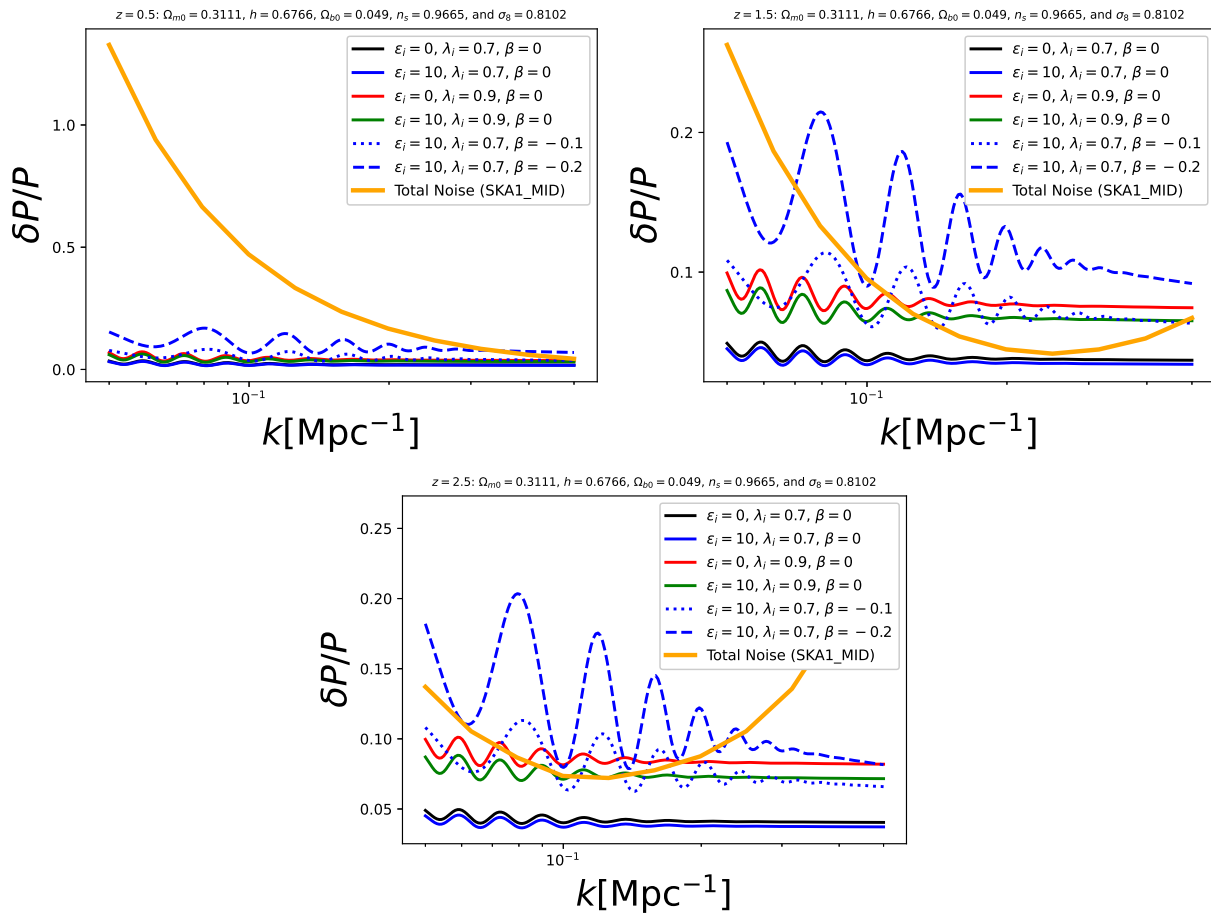 z = 0.5: Ω_{m0} = 0.3111, h = 0.6766, Ω_{b0} = 0.049, n_s = 0.9665, and σ_8 = 0.8102
δP/P
1.0
0.5
0.0
ε_i = 0, λ_i = 0.7, β = 0
ε_i = 10, λ_i = 0.7, β = 0
ε_i = 0, λ_i = 0.9, β = 0
ε_i = 10, λ_i = 0.9, β = 0
ε_i = 10, λ_i = 0.7, β = −0.1
ε_i = 10, λ_i = 0.7, β = −0.2
Total Noise (SKA1_MID)
10^{−1}
k[Mpc^{−1}]
z = 1.5: Ω_{m0} = 0.3111, h = 0.6766, Ω_{b0} = 0.049, n_s = 0.9665, and σ_8 = 0.8102
δP/P
0.2
0.1
ε_i = 0, λ_i = 0.7, β = 0
ε_i = 10, λ_i = 0.7, β = 0
ε_i = 0, λ_i = 0.9, β = 0
ε_i = 10, λ_i = 0.9, β = 0
ε_i = 10, λ_i = 0.7, β = −0.1
ε_i = 10, λ_i = 0.7, β = −0.2
Total Noise (SKA1_MID)
10^{−1}
k[Mpc^{−1}]
z = 2.5: Ω_{m0} = 0.3111, h = 0.6766, Ω_{b0} = 0.049, n_s = 0.9665, and σ_8 = 0.8102
δP/P
0.25
0.20
0.15
0.10
0.05
ε_i = 0, λ_i = 0.7, β = 0
ε_i = 10, λ_i = 0.7, β = 0
ε_i = 0, λ_i = 0.9, β = 0
ε_i = 10, λ_i = 0.9, β = 0
ε_i = 10, λ_i = 0.7, β = −0.1
ε_i = 10, λ_i = 0.7, β = −0.2
Total Noise (SKA1_MID)
10^{−1}
k[Mpc^{−1}]